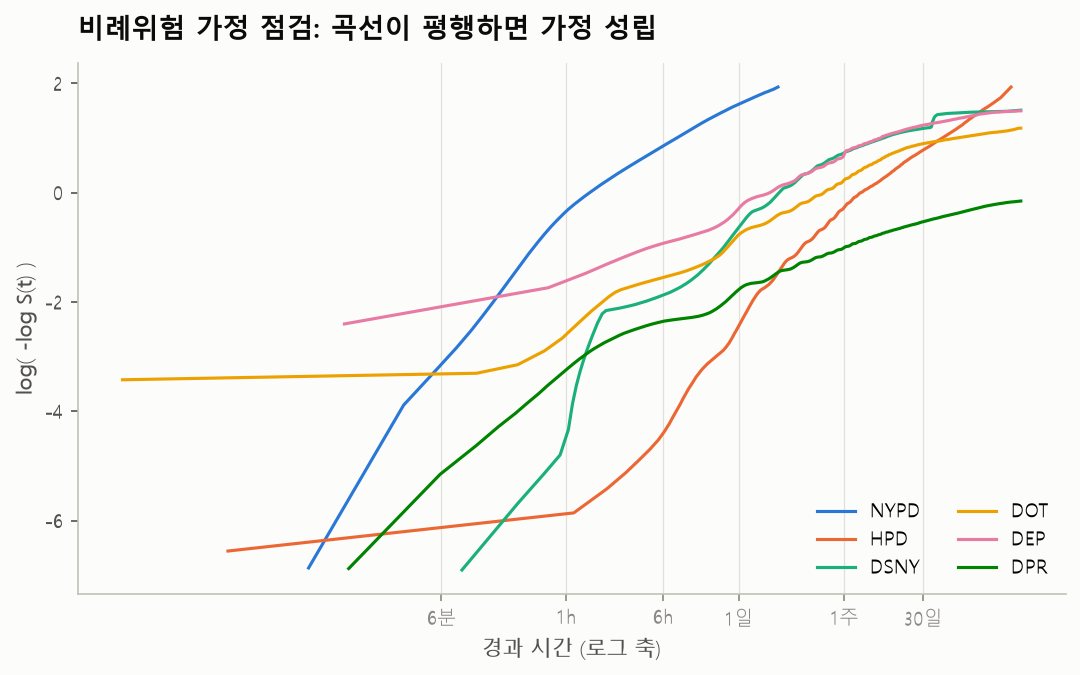 비례위험 가정 점검: 곡선이 평행하면 가정 성립
log( -log S(t) )
2
0
-2
-4
-6
NYPD
HPD
DSNY
DOT
DEP
DPR
6분
1h
6h
1일
1주
30일
경과 시간 (로그 축)